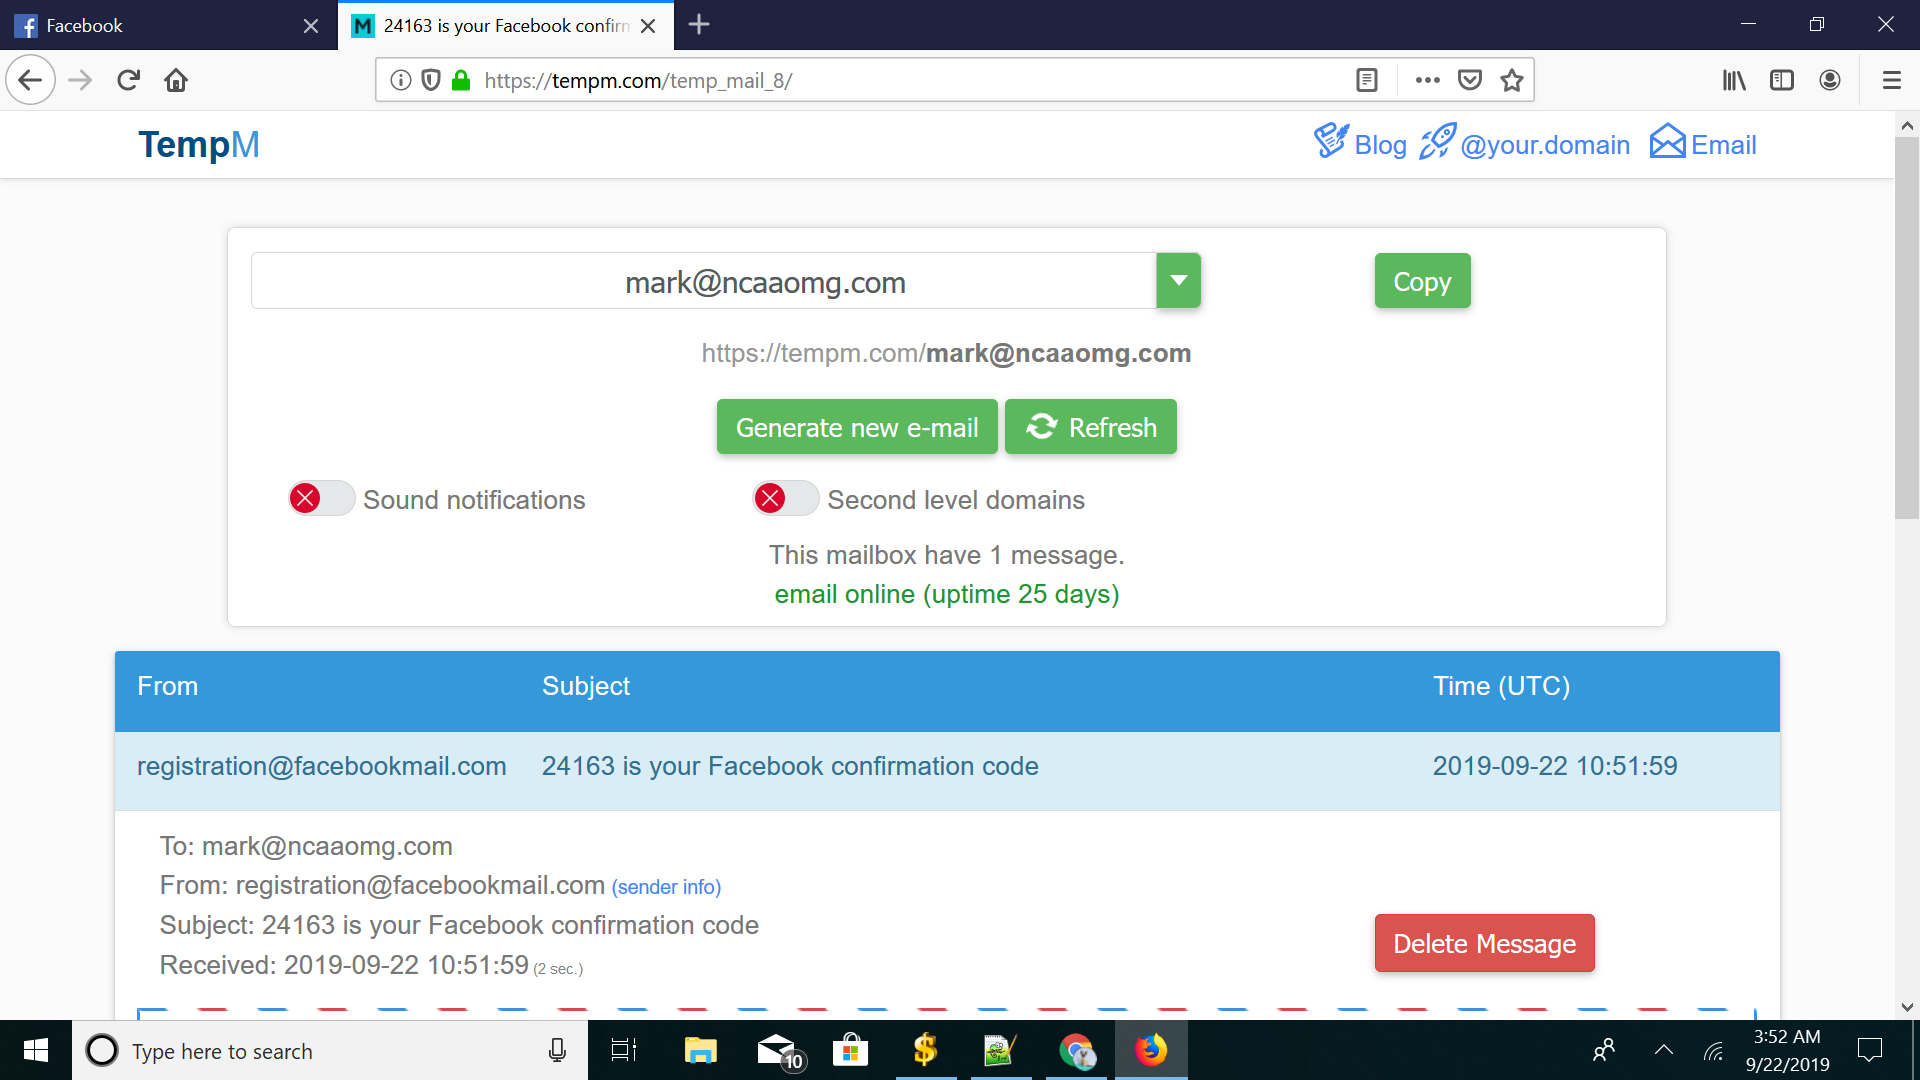 Facebook
24163 is your Facebook confirm
https://tempm.com/temp_mail_8/
TempM
Blog
@your.domain
Email
mark@ncaaomg.com
Copy
https://tempm.com/mark@ncaaomg.com
Generate new e-mail
Refresh
Sound notifications
Second level domains
This mailbox have 1 message.
email online (uptime 25 days)
From Subject Time (UTC)
registration@facebookmail.com 24163 is your Facebook confirmation code 2019-09-22 10:51:59
To: mark@ncaaomg.com
From: registration@facebookmail.com (sender info)
Subject: 24163 is your Facebook confirmation code
Received: 2019-09-22 10:51:59 (2 sec.)
Delete Message
Type here to search
10
3:52 AM
9/22/2019